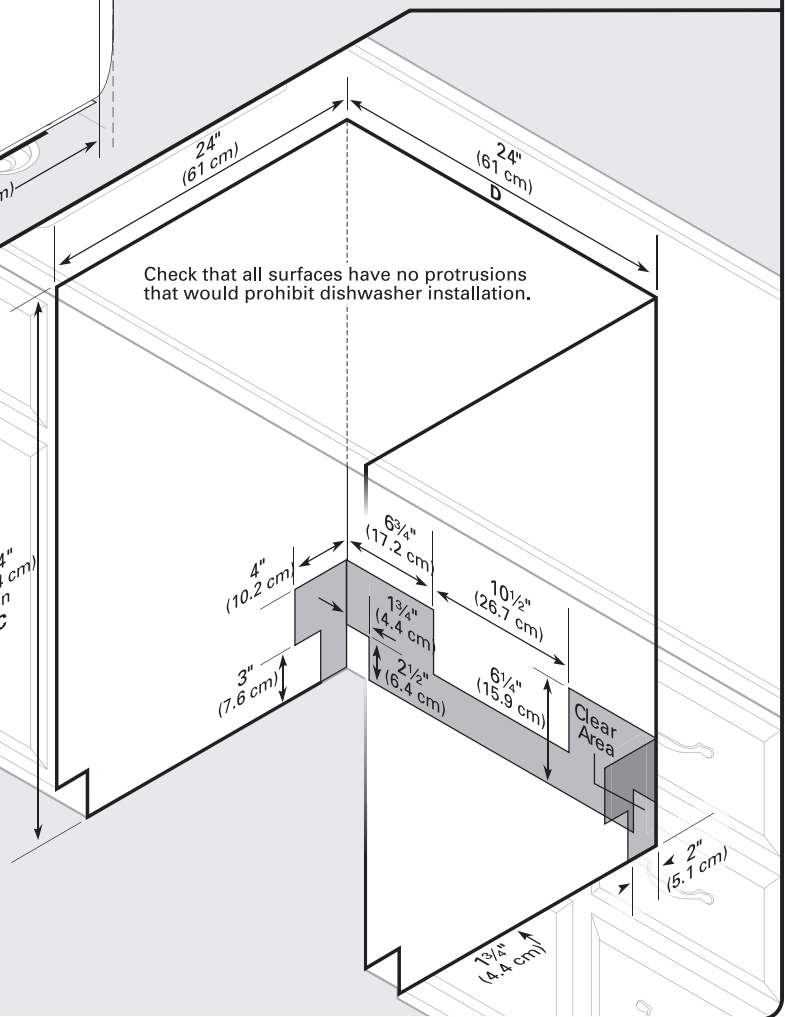 24"
(61 cm)
24"
(61 cm)
D
Check that all surfaces have no protrusions
that would prohibit dishwasher installation.
6¾"
(17.2 cm)
4"
(10.2 cm)
10½"
(26.7 cm)
1¾"
(4.4 cm)
3"
(7.6 cm)
2½"
(6.4 cm)
6¼"
(15.9 cm)
Clear
Area
2"
(5.1 cm)
1¾"
(4.4 cm)